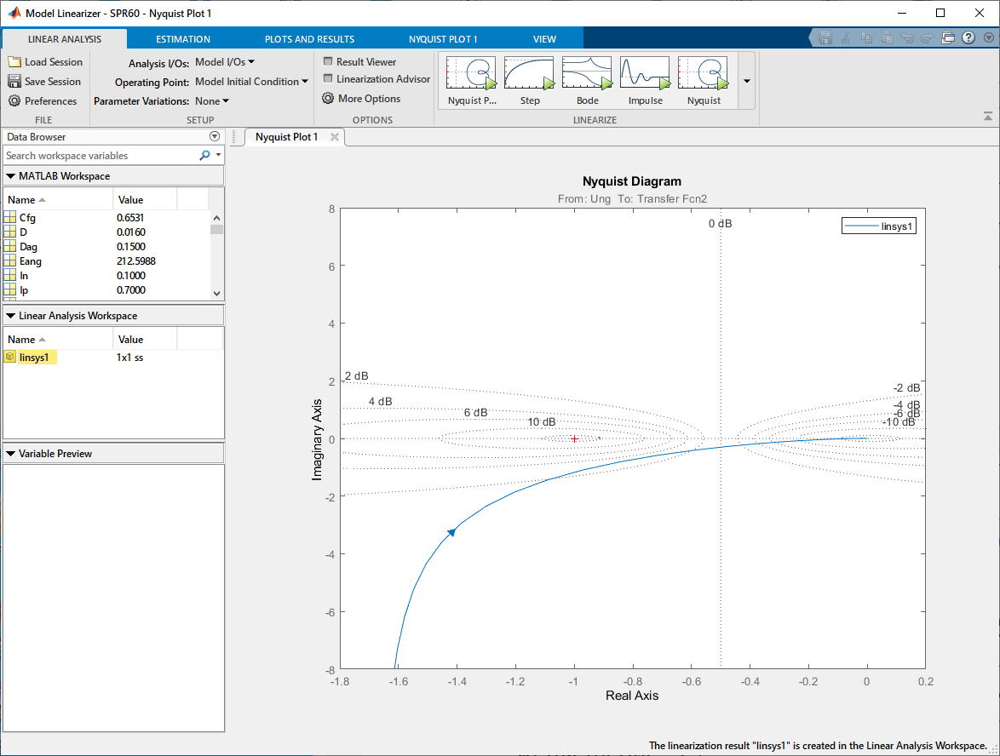 Model Linearizer - SPR60 - Nyquist Plot 1
LINEAR ANALYSIS ESTIMATION PLOTS AND RESULTS NYQUIST PLOT 1 VIEW
Load Session
Save Session
Preferences
FILE
Analysis I/Os: Model I/Os
Operating Point: Model Initial Condition
Parameter Variations: None
SETUP
Result Viewer
Linearization Advisor
More Options
OPTIONS
Nyquist P... Step Bode Impulse Nyquist
LINEARIZE
Data Browser
Search workspace variables
MATLAB Workspace
Name Value
Cfg 0.6531
D 0.0160
Dag 0.1500
Eang 212.5988
In 0.1000
Ip 0.7000
Linear Analysis Workspace
Name Value
linsys1 1x1 ss
Variable Preview
Nyquist Plot 1
Nyquist Diagram
From: Ung To: Transfer Fcn2
0 dB
linsys1
2 dB
4 dB
6 dB
10 dB
-2 dB
-4 dB
-6 dB
-10 dB
Imaginary Axis
8
6
4
2
0
-2
-4
-6
-8
-1.8 -1.6 -1.4 -1.2 -1 -0.8 -0.6 -0.4 -0.2 0 0.2
Real Axis
The linearization result "linsys1" is created in the Linear Analysis Workspace.